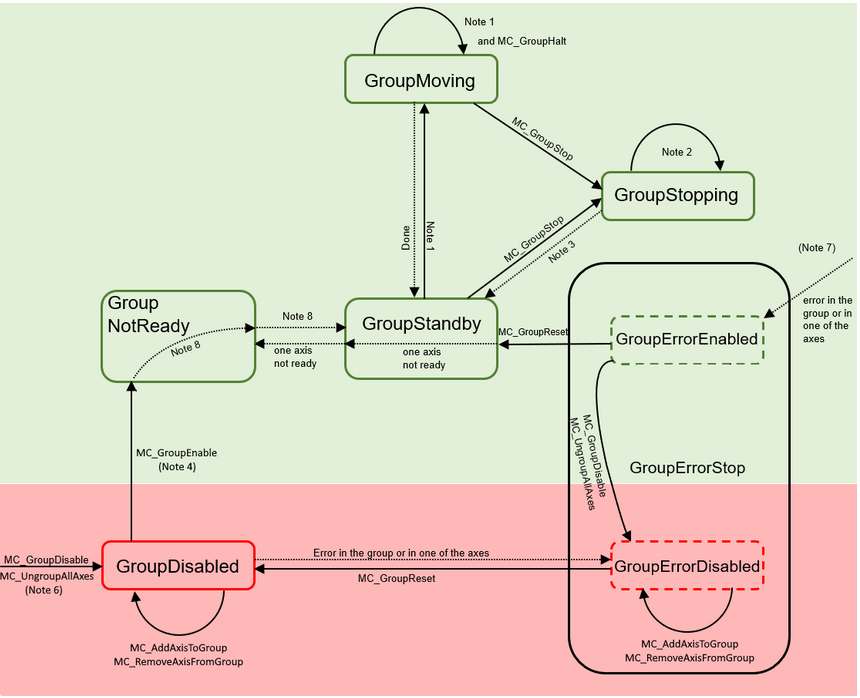 Note 1
and MC_GroupHalt
GroupMoving
MC_GroupStop
Note 2
GroupStopping
Done
Note 1
MC_GroupStop
Note 3
(Note 7)
error in the
group or in
one of the
axes
Group
NotReady
Note 8
Note 8
one axis
not ready
GroupStandby
one axis
not ready
MC_GroupReset
GroupErrorEnabled
MC_GroupDisable
MC_UngroupAllAxes
GroupErrorStop
MC_GroupEnable
(Note 4)
MC_GroupDisable
MC_UngroupAllAxes
(Note 6)
GroupDisabled
Error in the group or in one of the axes
MC_GroupReset
GroupErrorDisabled
MC_AddAxisToGroup
MC_RemoveAxisFromGroup
MC_AddAxisToGroup
MC_RemoveAxisFromGroup